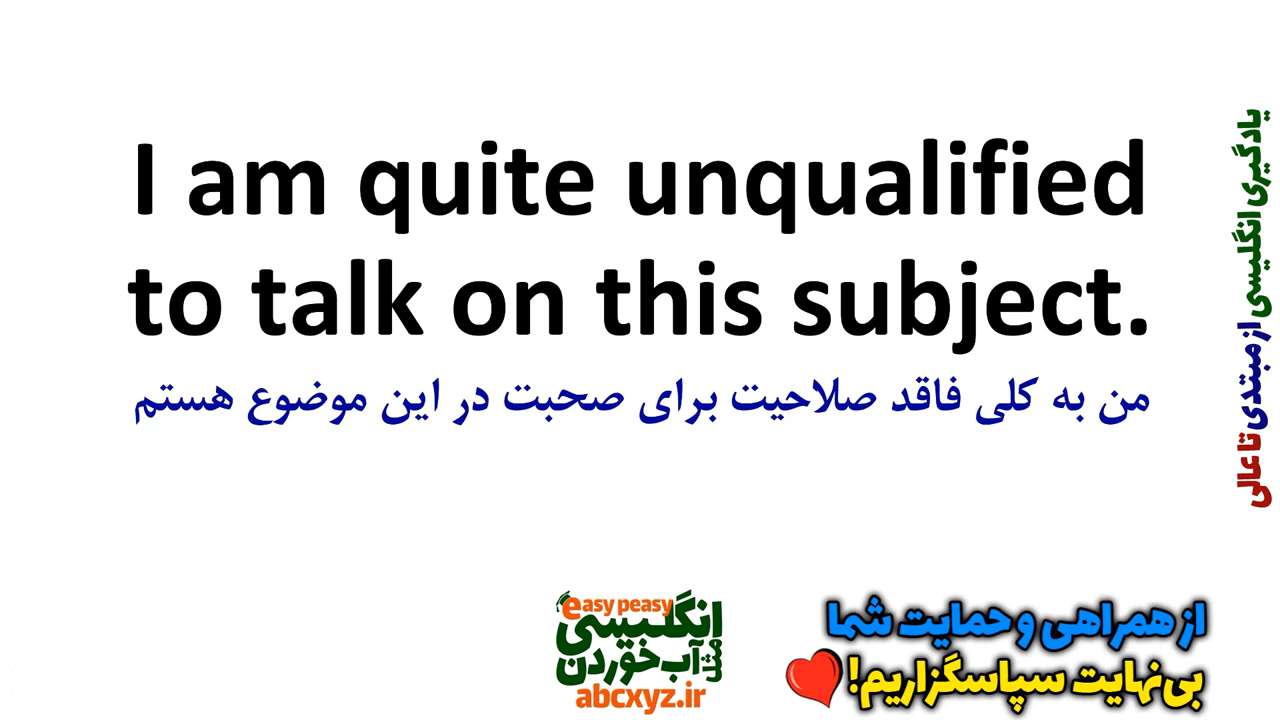 I am quite unqualified
to talk on this subject.
من به کلی فاقد صلاحیت برای صحبت در این موضوع هستم
یادگیری انگلیسی از مبتدی تا عالی
easy peasy
انگلیسی
مثل آب خوردن
abcxyz.ir
از همراهی و حمایت شما
بی‌نهایت سپاسگزاریم!